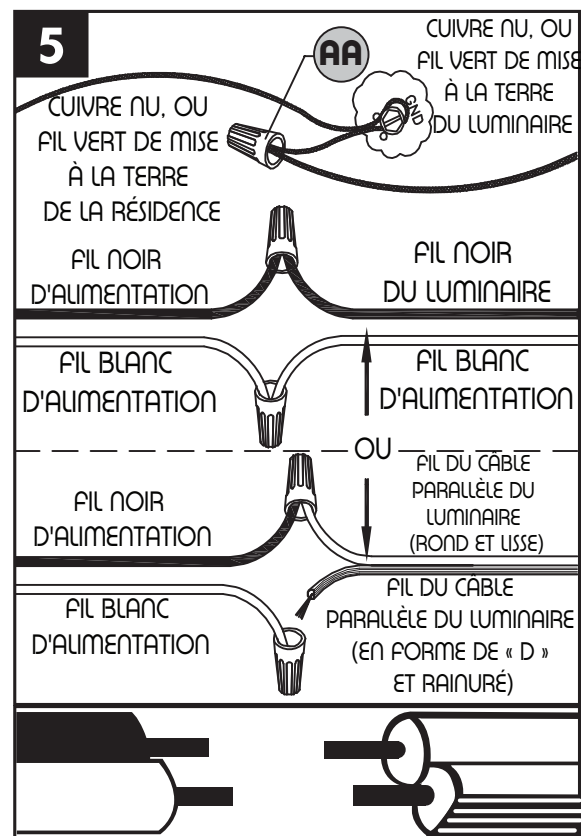 5
AA
CUIVRE NU, OU
FIL VERT DE MISE
À LA TERRE
DU LUMINAIRE
GND
CUIVRE NU, OU
FIL VERT DE MISE
À LA TERRE
DE LA RÉSIDENCE
FIL NOIR
D'ALIMENTATION
FIL NOIR
DU LUMINAIRE
FIL BLANC
D'ALIMENTATION
FIL BLANC
D'ALIMENTATION
OU
FIL NOIR
D'ALIMENTATION
FIL DU CÂBLE
PARALLÈLE DU
LUMINAIRE
(ROND ET LISSE)
FIL BLANC
D'ALIMENTATION
FIL DU CÂBLE
PARALLÈLE DU LUMINAIRE
(EN FORME DE « D »
ET RAINURÉ)